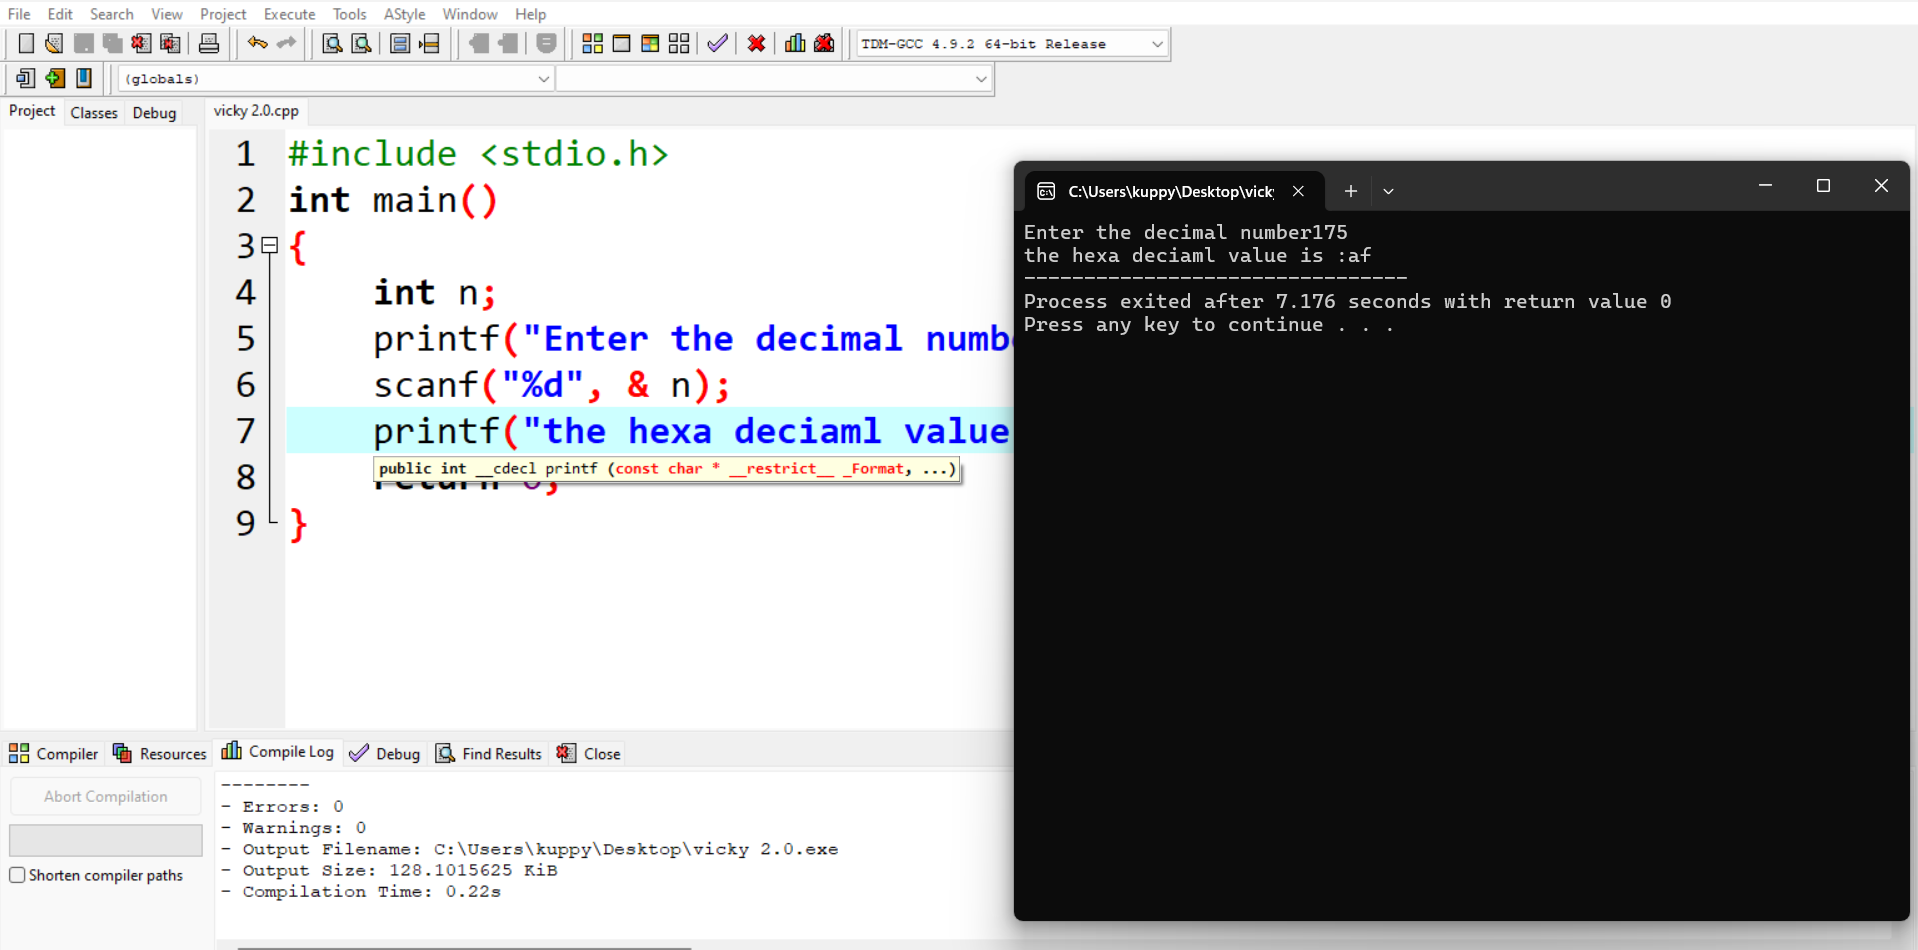 File Edit Search View Project Execute Tools AStyle Window Help
TDM-GCC 4.9.2 64-bit Release
(globals)
Project Classes Debug
vicky 2.0.cpp
1 #include <stdio.h>
2 int main()
3 {
4 int n;
5 printf("Enter the decimal numb
6 scanf("%d", & n);
7 printf("the hexa deciaml value
public int __cdecl printf (const char * __restrict__ _Format, ...)
8 return 0;
9 }
C:\Users\kuppy\Desktop\vick
Enter the decimal number175
the hexa deciaml value is :af
--------------------------------
Process exited after 7.176 seconds with return value 0
Press any key to continue . . .
Compiler Resources Compile Log Debug Find Results Close
Abort Compilation
Shorten compiler paths
--------
- Errors: 0
- Warnings: 0
- Output Filename: C:\Users\kuppy\Desktop\vicky 2.0.exe
- Output Size: 128.1015625 KiB
- Compilation Time: 0.22s